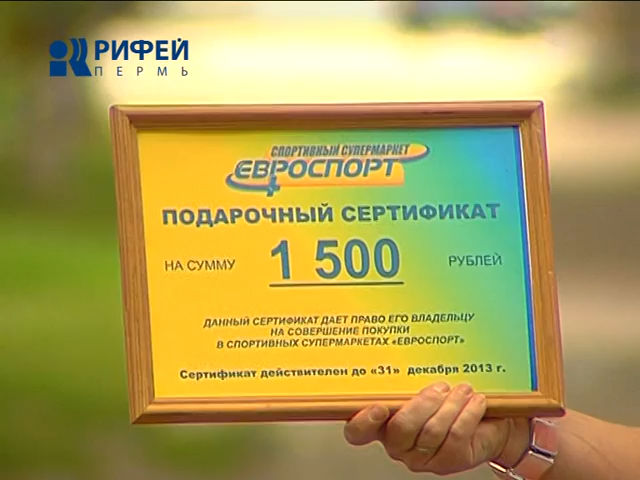 РИФЕЙ
ПЕРМЬ
СПОРТИВНЫЙ СУПЕРМАРКЕТ
ЕВРОСПОРТ
ПОДАРОЧНЫЙ СЕРТИФИКАТ
НА СУММУ 1 500 РУБЛЕЙ
ДАННЫЙ СЕРТИФИКАТ ДАЕТ ПРАВО ЕГО ВЛАДЕЛЬЦУ
НА СОВЕРШЕНИЕ ПОКУПКИ
В СПОРТИВНЫХ СУПЕРМАРКЕТАХ «ЕВРОСПОРТ»
Сертификат действителен до «31» декабря 2013 г.